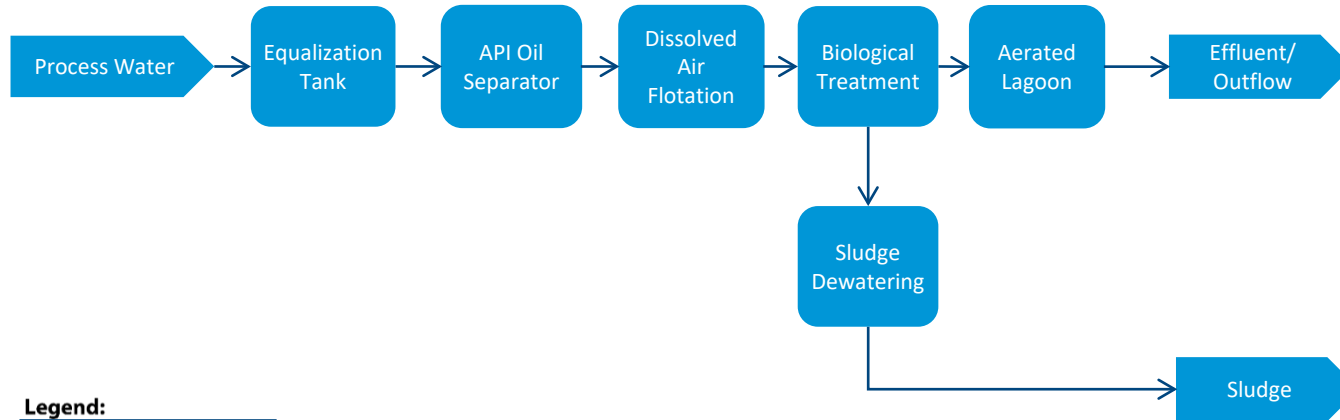 Process Water
Equalization
Tank
API Oil
Separator
Dissolved
Air
Flotation
Biological
Treatment
Aerated
Lagoon
Effluent/
Outflow
Sludge
Dewatering
Sludge
Legend: